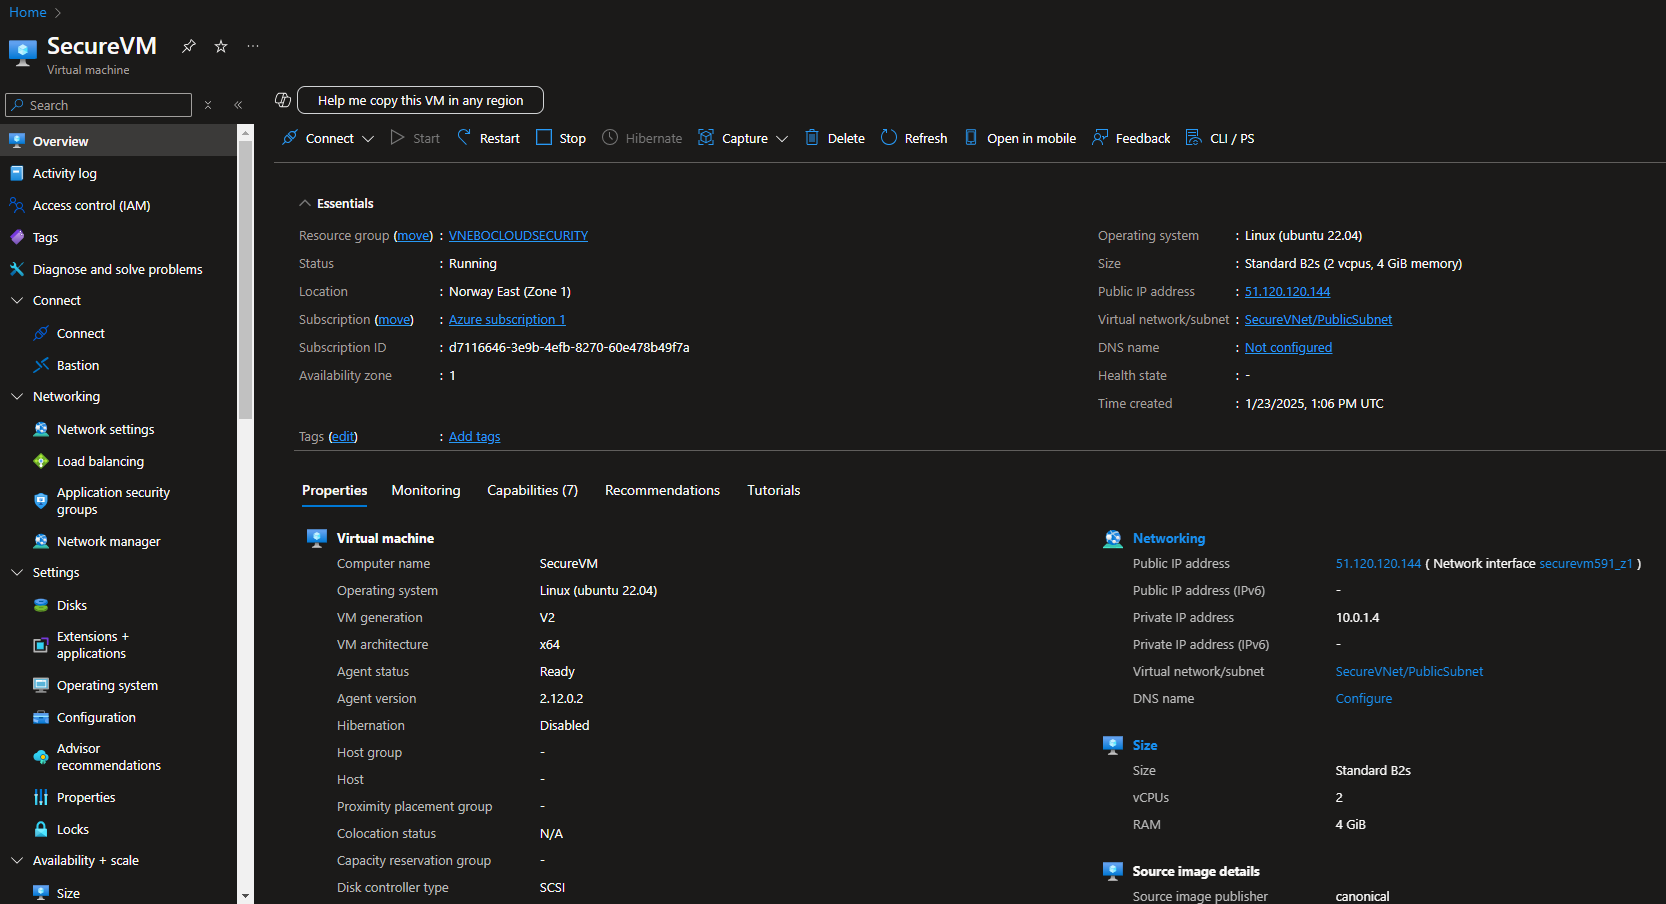 Home
SecureVM
Virtual machine
Search
Overview
Activity log
Access control (IAM)
Tags
Diagnose and solve problems
Connect
Connect
Bastion
Networking
Network settings
Load balancing
Application security
groups
Network manager
Settings
Disks
Extensions +
applications
Operating system
Configuration
Advisor
recommendations
Properties
Locks
Availability + scale
Size
Help me copy this VM in any region
Connect Start Restart Stop Hibernate Capture Delete Refresh Open in mobile Feedback CLI / PS
Essentials
Resource group (move) : VNEBOCLOUDSECURITY
Status : Running
Location : Norway East (Zone 1)
Subscription (move) : Azure subscription 1
Subscription ID : d7116646-3e9b-4efb-8270-60e478b49f7a
Availability zone : 1
Operating system : Linux (ubuntu 22.04)
Size : Standard B2s (2 vcpus, 4 GiB memory)
Public IP address : 51.120.120.144
Virtual network/subnet : SecureVNet/PublicSubnet
DNS name : Not configured
Health state : -
Time created : 1/23/2025, 1:06 PM UTC
Tags (edit) : Add tags
Properties Monitoring Capabilities (7) Recommendations Tutorials
Virtual machine
Computer name SecureVM
Operating system Linux (ubuntu 22.04)
VM generation V2
VM architecture x64
Agent status Ready
Agent version 2.12.0.2
Hibernation Disabled
Host group -
Host -
Proximity placement group -
Colocation status N/A
Capacity reservation group -
Disk controller type SCSI
Networking
Public IP address 51.120.120.144 ( Network interface securevm591_z1 )
Public IP address (IPv6) -
Private IP address 10.0.1.4
Private IP address (IPv6) -
Virtual network/subnet SecureVNet/PublicSubnet
DNS name Configure
Size
Size Standard B2s
vCPUs 2
RAM 4 GiB
Source image details
Source image publisher canonical